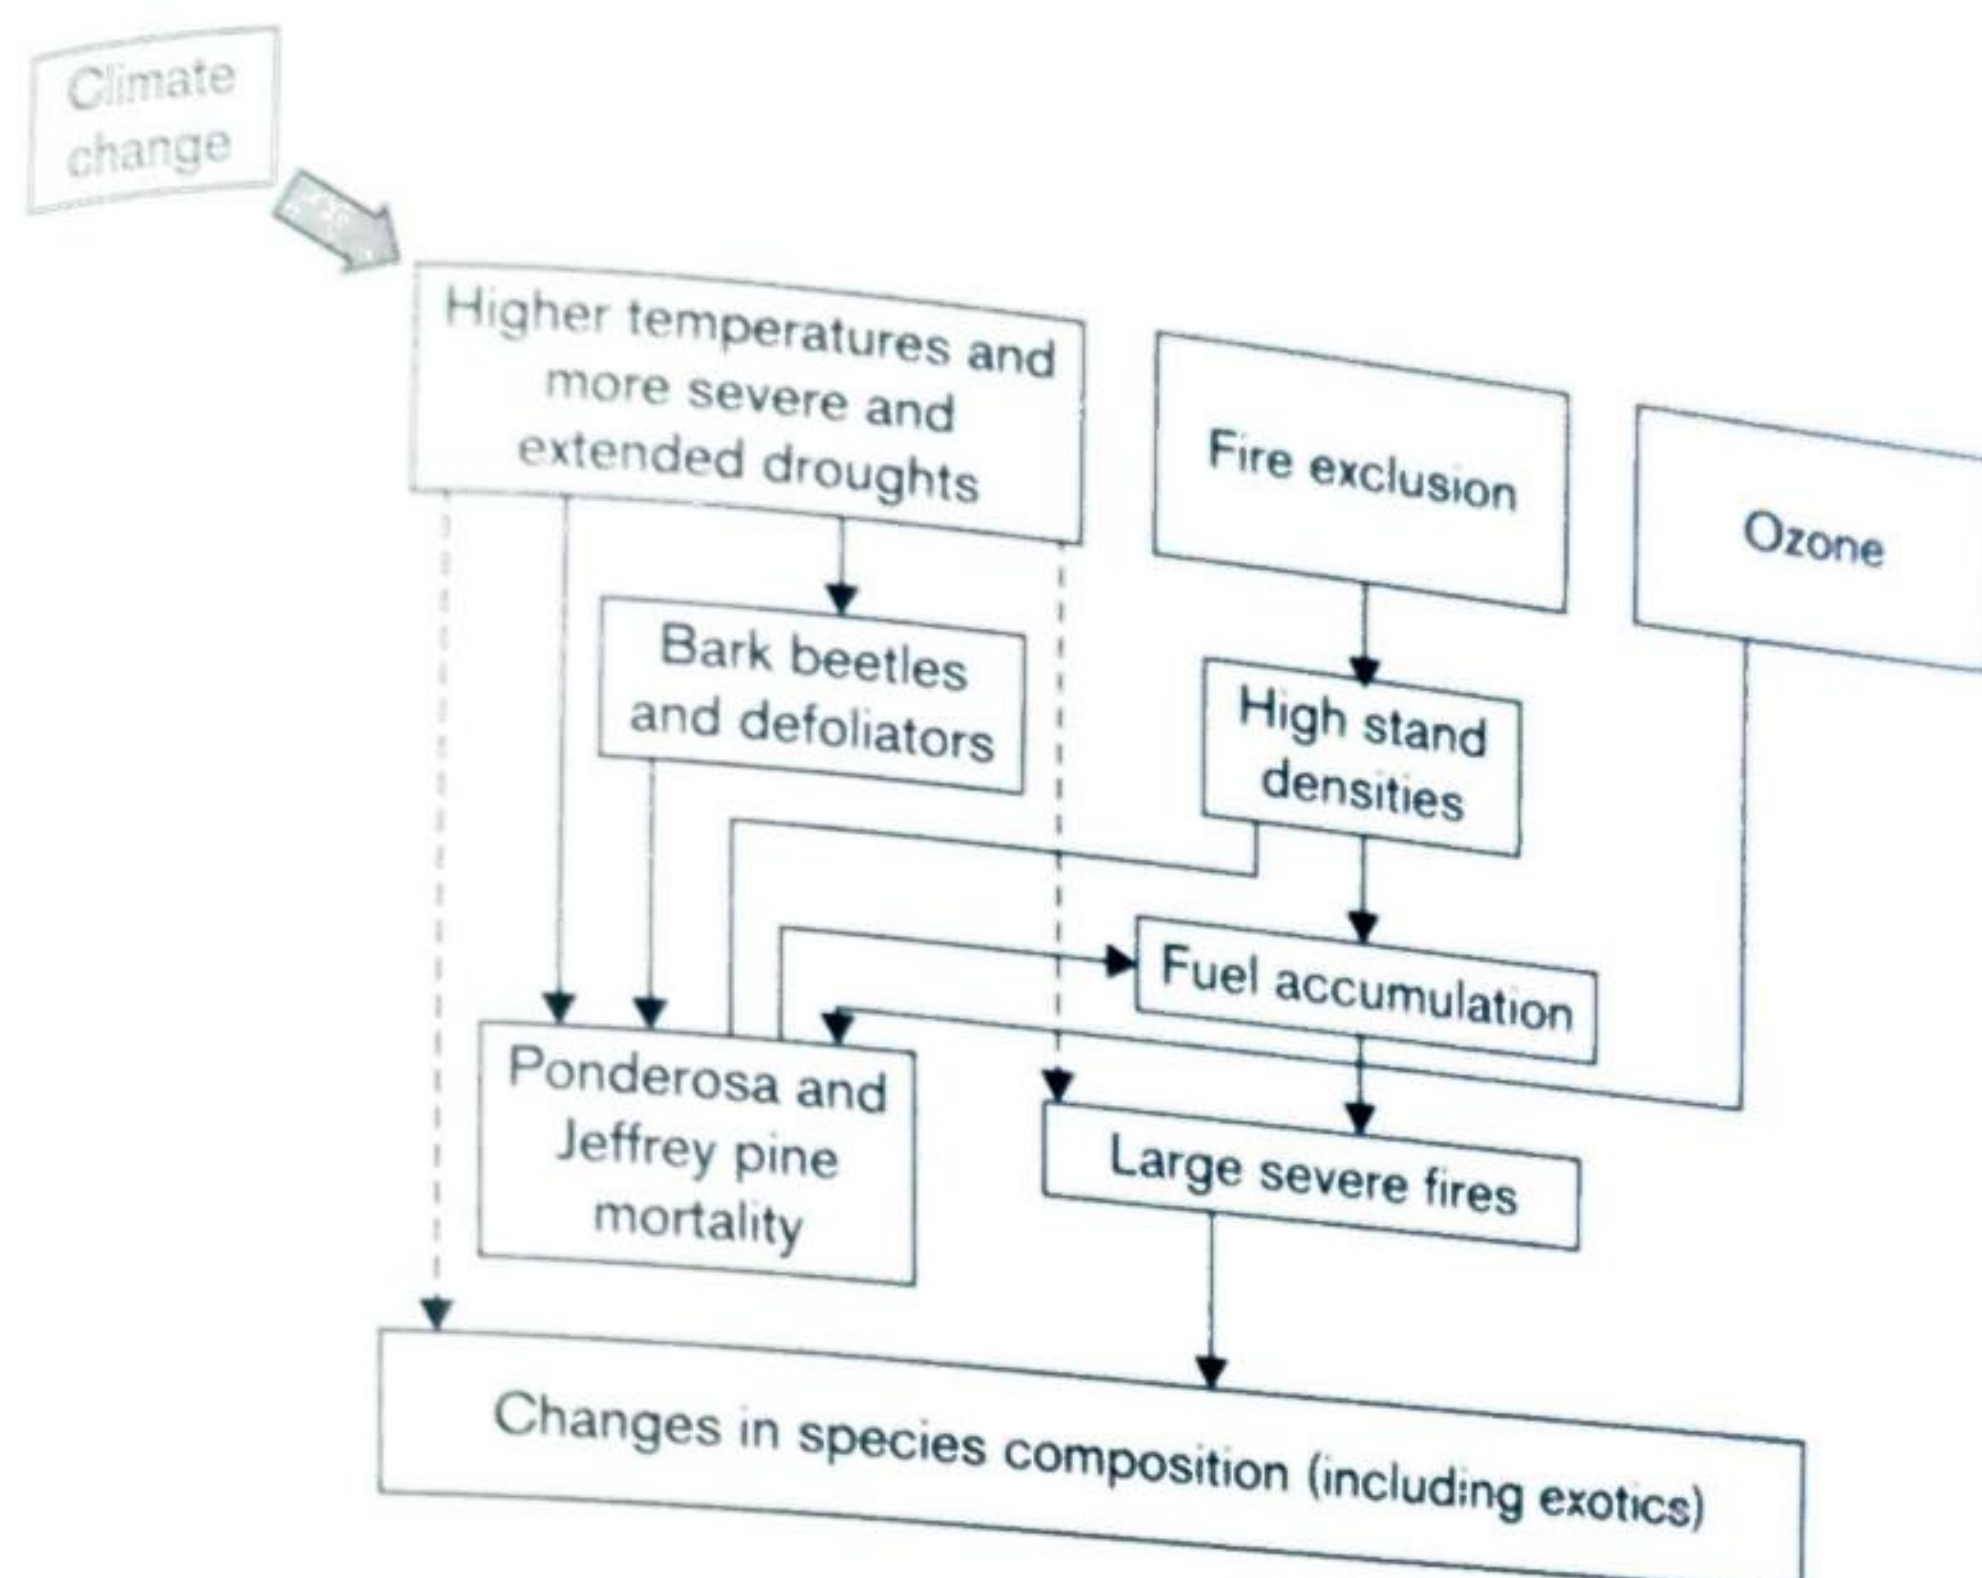 Climate
change
Higher temperatures and
more severe and
extended droughts
Fire exclusion
Ozone
Bark beetles
and defoliators
High stand
densities
Fuel accumulation
Ponderosa and
Jeffrey pine
mortality
Large severe fires
Changes in species composition (including exotics)